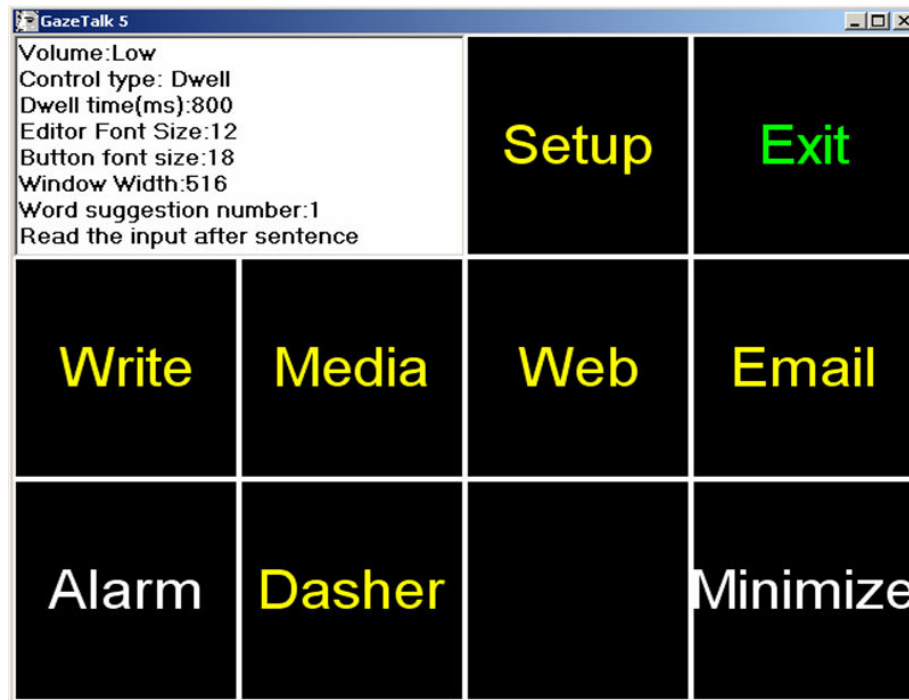 GazeTalk 5
Volume:Low
Control type: Dwell
Dwell time(ms):800
Editor Font Size:12
Button font size:18
Window Width:516
Word suggestion number:1
Read the input after sentence
Setup
Exit
Write
Media
Web
Email
Alarm
Dasher
Minimize